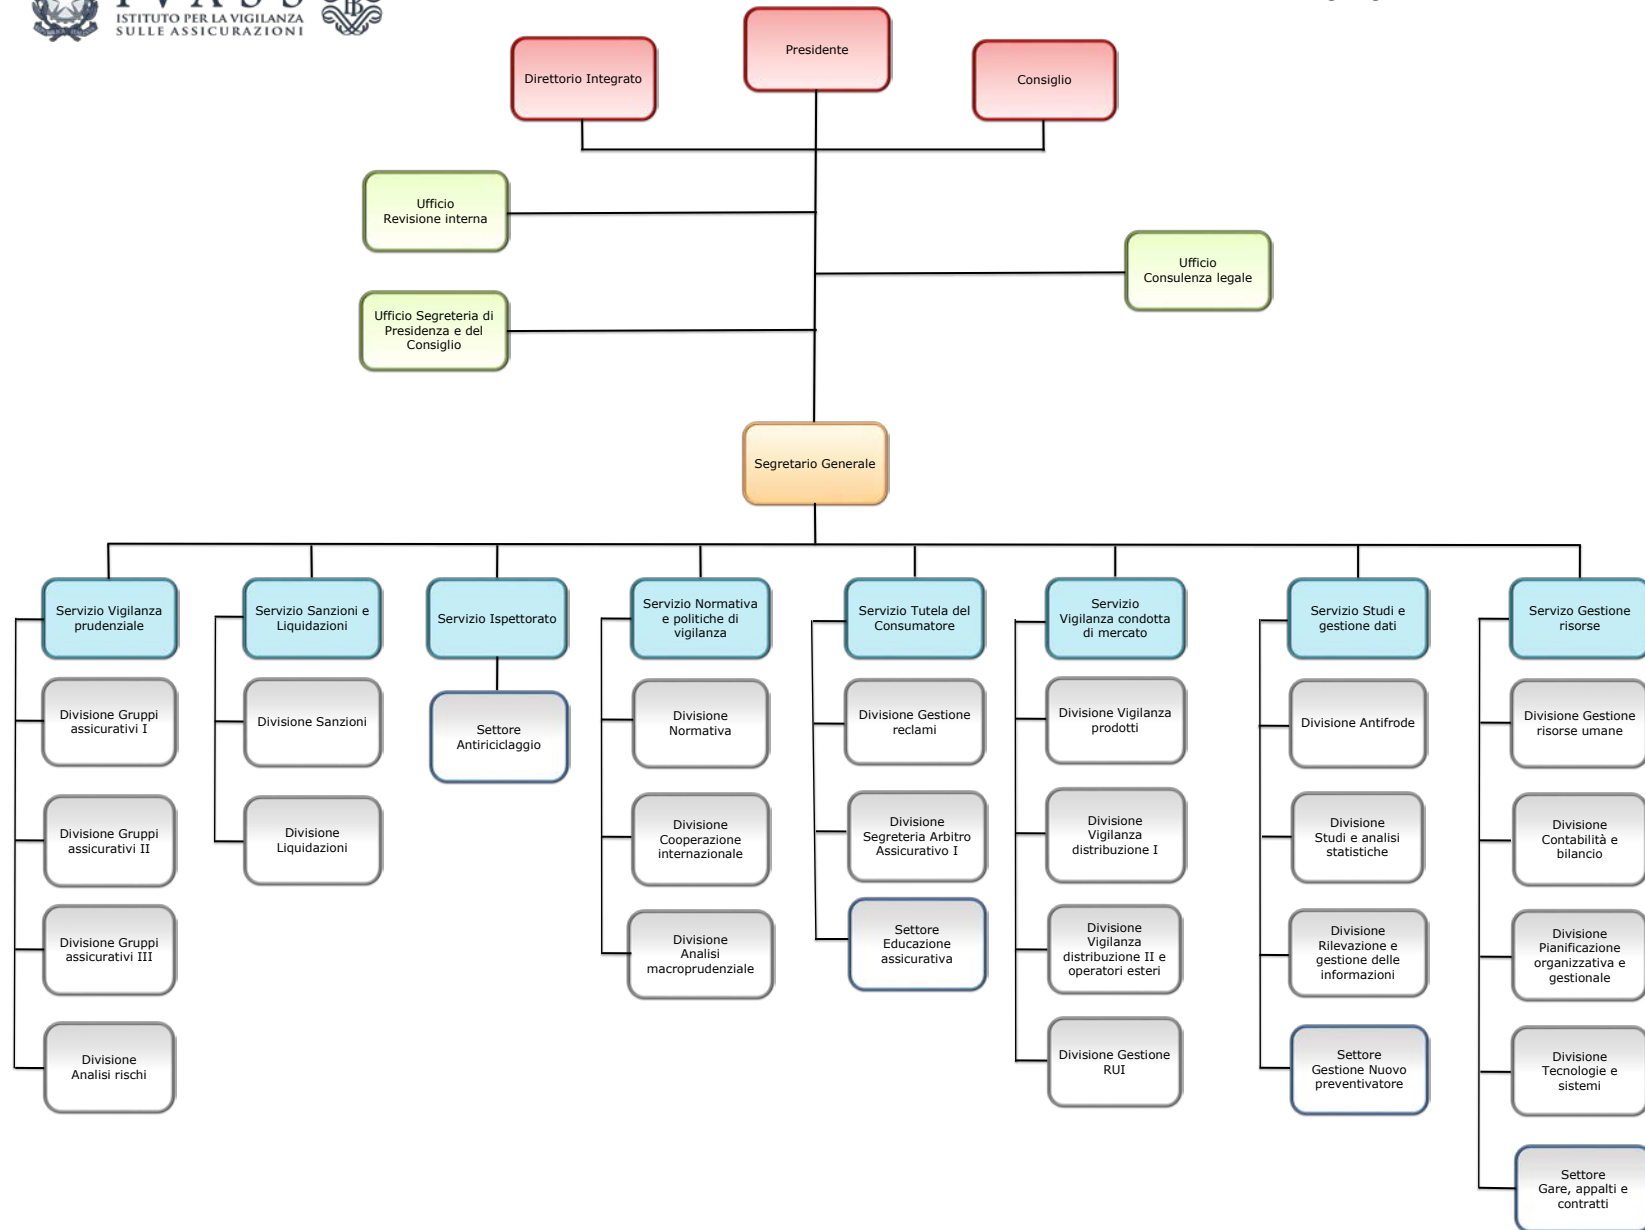 IVASS
ISTITUTO PER LA VIGILANZA
SULLE ASSICURAZIONI
Presidente
Direttorio Integrato
Consiglio
Ufficio
Revisione interna
Ufficio
Consulenza legale
Ufficio Segreteria di
Presidenza e del
Consiglio
Segretario Generale
Servizio Vigilanza
prudenziale
Divisione Gruppi
assicurativi I
Divisione Gruppi
assicurativi II
Divisione Gruppi
assicurativi III
Divisione
Analisi rischi
Servizio Sanzioni e
Liquidazioni
Divisione Sanzioni
Divisione
Liquidazioni
Servizio Ispettorato
Settore
Antiriciclaggio
Servizio Normativa
e politiche di
vigilanza
Divisione
Normativa
Divisione
Cooperazione
internazionale
Divisione
Analisi
macroprudenziale
Servizio Tutela del
Consumatore
Divisione Gestione
reclami
Divisione
Segreteria Arbitro
Assicurativo I
Settore
Educazione
assicurativa
Servizio
Vigilanza condotta
di mercato
Divisione Vigilanza
prodotti
Divisione
Vigilanza
distribuzione I
Divisione
Vigilanza
distribuzione II e
operatori esteri
Divisione Gestione
RUI
Servizio Studi e
gestione dati
Divisione Antifrode
Divisione
Studi e analisi
statistiche
Divisione
Rilevazione e
gestione delle
informazioni
Settore
Gestione Nuovo
preventivatore
Servizo Gestione
risorse
Divisione Gestione
risorse umane
Divisione
Contabilità e
bilancio
Divisione
Pianificazione
organizzativa e
gestionale
Divisione
Tecnologie e
sistemi
Settore
Gare, appalti e
contratti